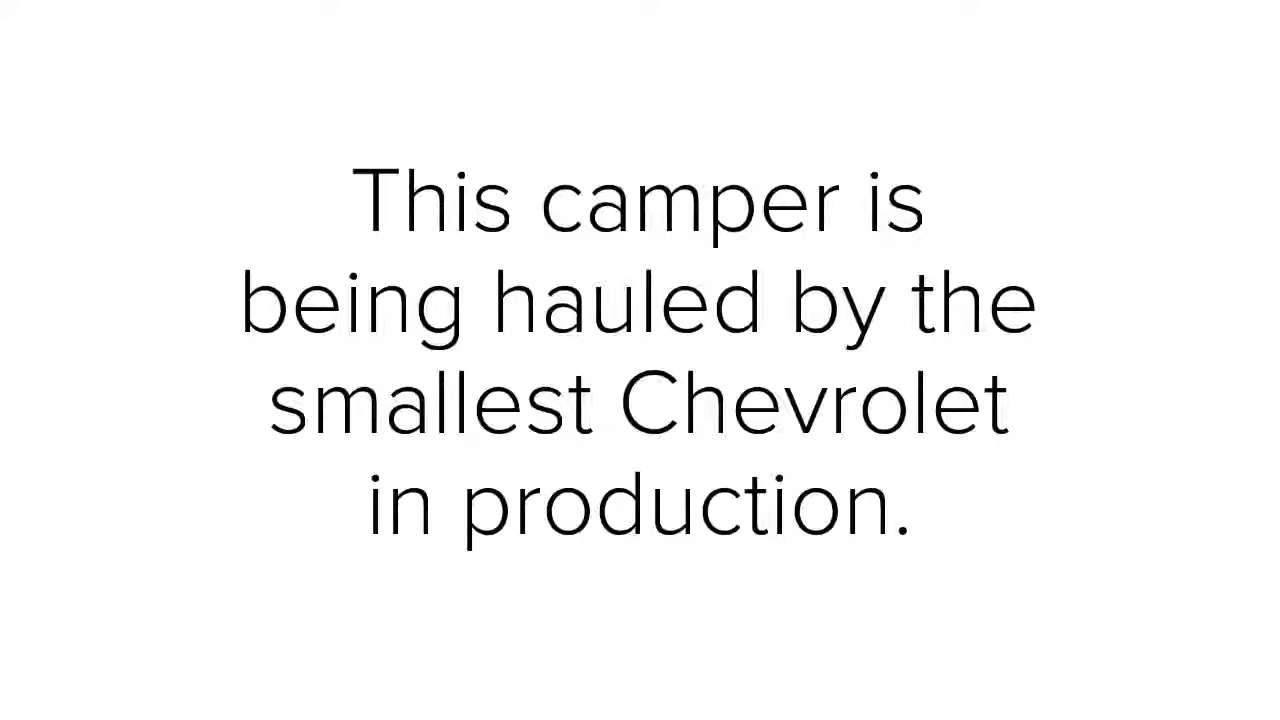 This camper is
being hauled by the
smallest Chevrolet
in production.